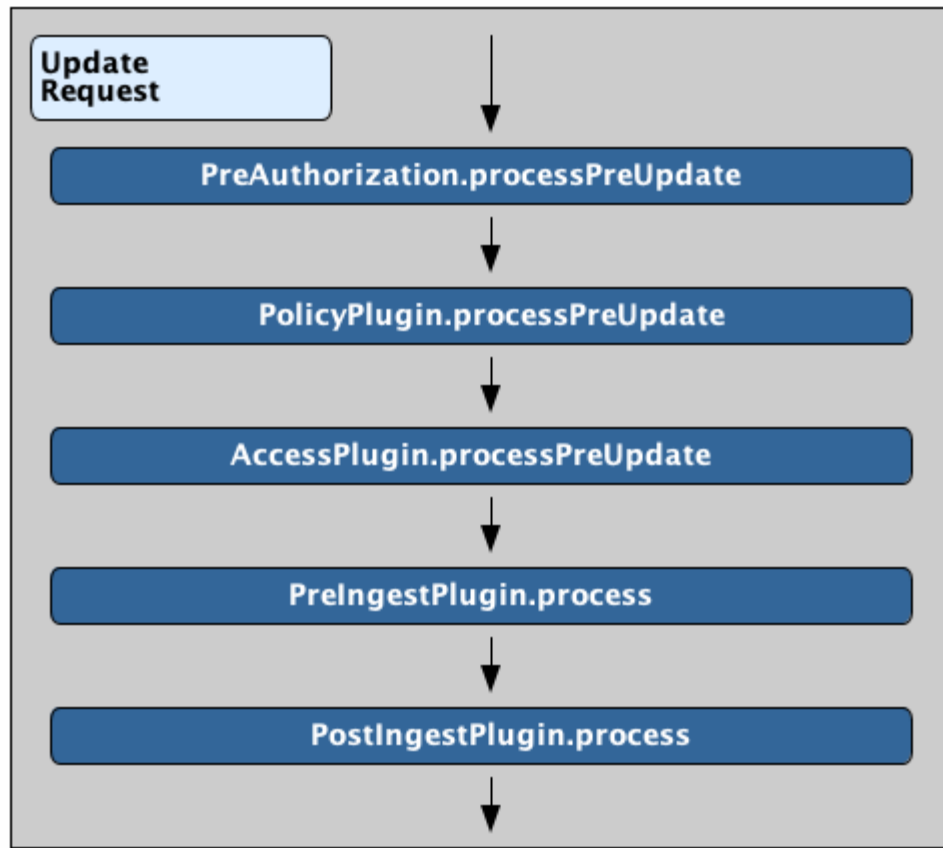 Update
Request
PreAuthorization.processPreUpdate
PolicyPlugin.processPreUpdate
AccessPlugin.processPreUpdate
PreIngestPlugin.process
PostIngestPlugin.process